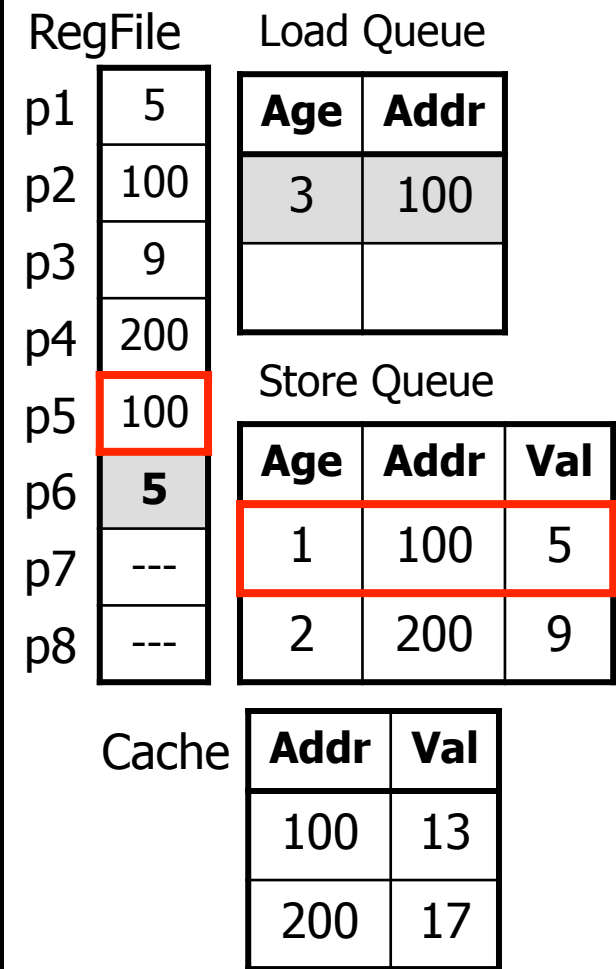 RegFile
p1 5
p2 100
p3 9
p4 200
p5 100
p6 5
p7 ---
p8 ---
Load Queue
Age Addr
3 100
Store Queue
Age Addr Val
1 100 5
2 200 9
Cache
Addr Val
100 13
200 17